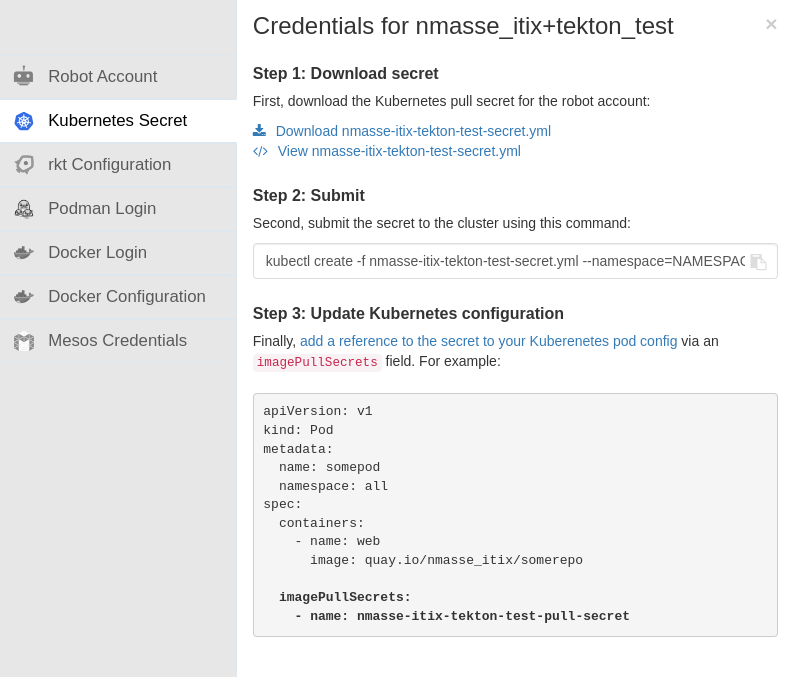 Credentials for nmasse_itix+tekton_test
×
Robot Account
Kubernetes Secret
rkt Configuration
Podman Login
Docker Login
Docker Configuration
Mesos Credentials
Step 1: Download secret
First, download the Kubernetes pull secret for the robot account:
Download nmasse-itix-tekton-test-secret.yml
</> View nmasse-itix-tekton-test-secret.yml
Step 2: Submit
Second, submit the secret to the cluster using this command:
kubectl create -f nmasse-itix-tekton-test-secret.yml --namespace=NAMESPAC
Step 3: Update Kubernetes configuration
Finally, add a reference to the secret to your Kuberenetes pod config via an
imagePullSecrets field. For example:
apiVersion: v1
kind: Pod
metadata:
  name: somepod
  namespace: all
spec:
  containers:
    - name: web
      image: quay.io/nmasse_itix/somerepo
  imagePullSecrets:
    - name: nmasse-itix-tekton-test-pull-secret